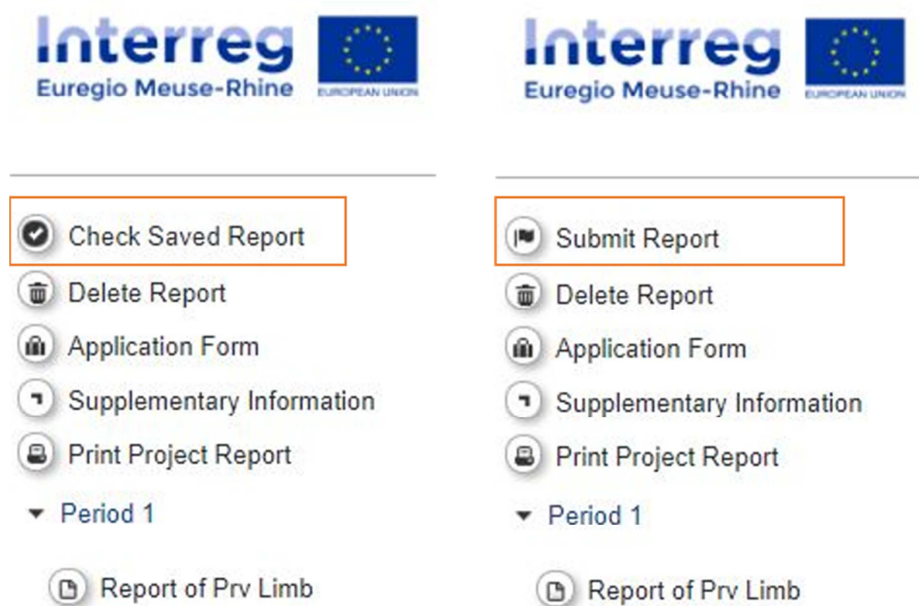 Interreg
Euregio Meuse-Rhine
EUROPEAN UNION
Check Saved Report
Delete Report
Application Form
Supplementary Information
Print Project Report
Period 1
Report of Prv Limb
Interreg
Euregio Meuse-Rhine
EUROPEAN UNION
Submit Report
Delete Report
Application Form
Supplementary Information
Print Project Report
Period 1
Report of Prv Limb